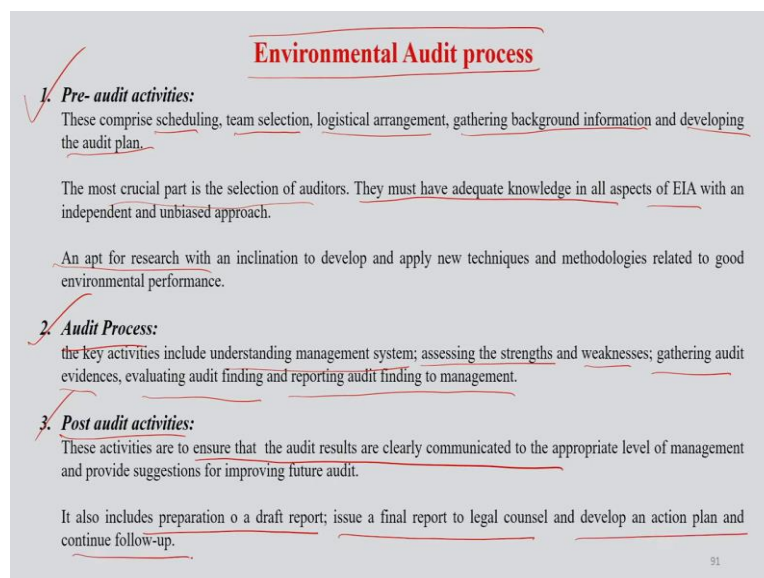 Environmental Audit process
1. Pre- audit activities:
These comprise scheduling, team selection, logistical arrangement, gathering background information and developing
the audit plan.
The most crucial part is the selection of auditors. They must have adequate knowledge in all aspects of EIA with an
independent and unbiased approach.
An apt for research with an inclination to develop and apply new techniques and methodologies related to good
environmental performance.
2. Audit Process:
the key activities include understanding management system; assessing the strengths and weaknesses; gathering audit
evidences, evaluating audit finding and reporting audit finding to management.
3. Post audit activities:
These activities are to ensure that the audit results are clearly communicated to the appropriate level of management
and provide suggestions for improving future audit.
It also includes preparation o a draft report; issue a final report to legal counsel and develop an action plan and
continue follow-up.
91